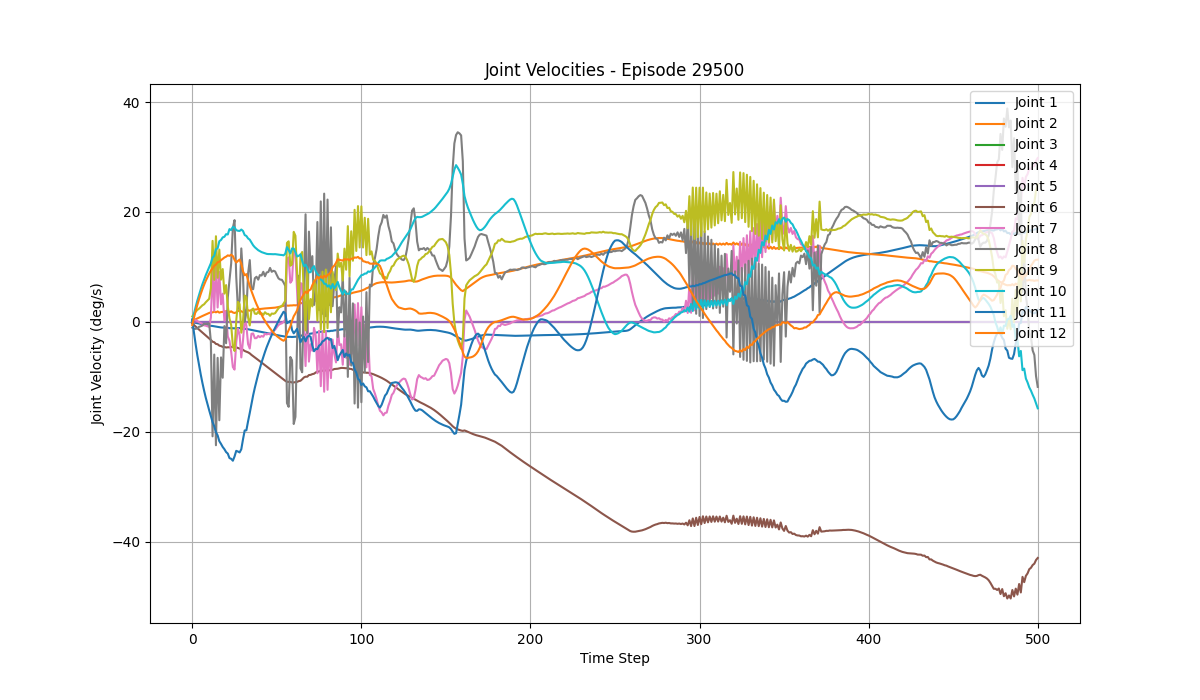 Joint Velocities - Episode 29500
Joint Velocity (deg/s)
40
20
0
−20
−40
0 100 200 300 400 500
Time Step
Joint 1
Joint 2
Joint 3
Joint 4
Joint 5
Joint 6
Joint 7
Joint 8
Joint 9
Joint 10
Joint 11
Joint 12